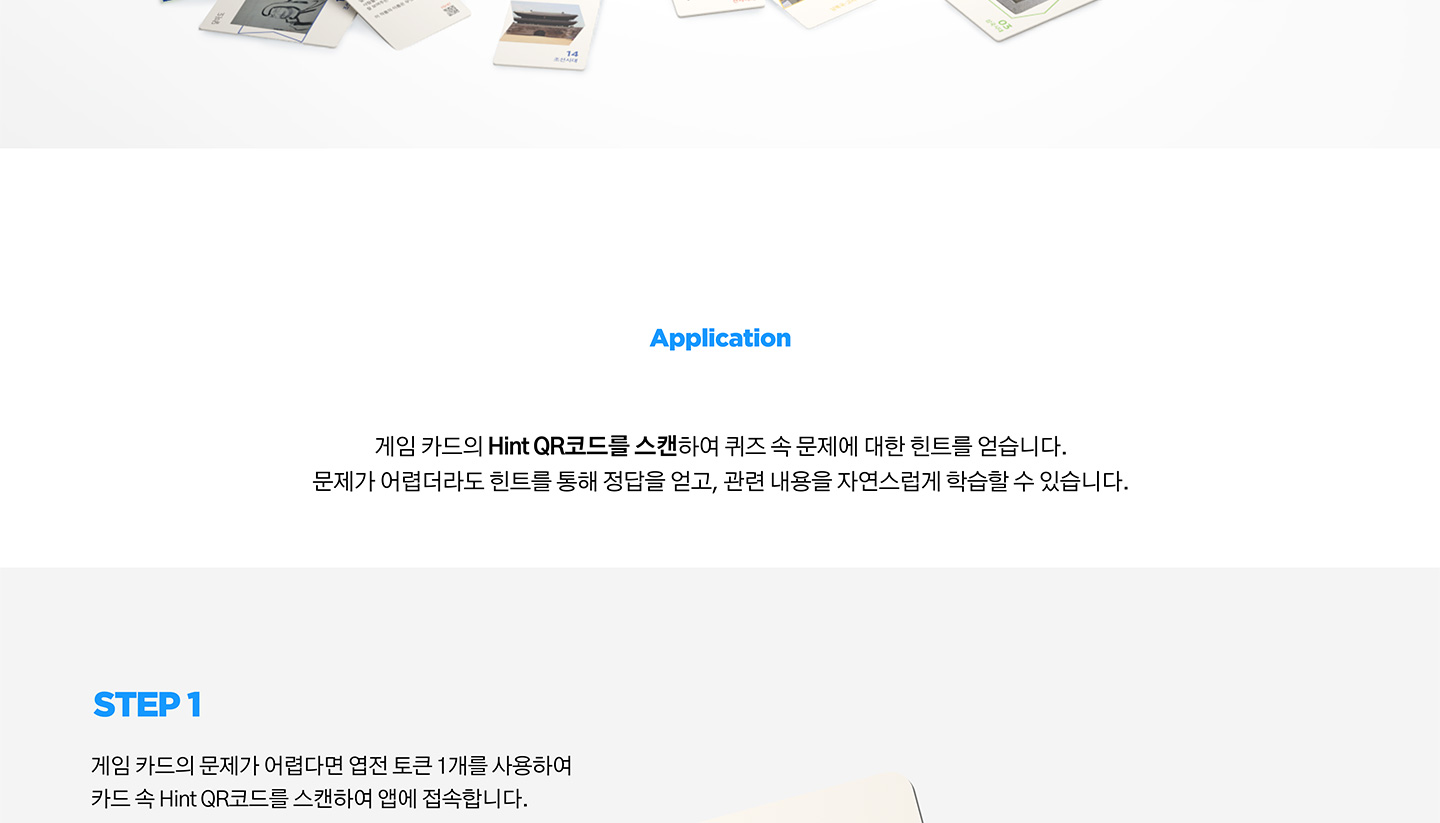 14
조선시대
03
Application
게임 카드의 Hint QR코드를 스캔하여 퀴즈 속 문제에 대한 힌트를 얻습니다.
문제가 어렵더라도 힌트를 통해 정답을 얻고, 관련 내용을 자연스럽게 학습할 수 있습니다.
STEP 1
게임 카드의 문제가 어렵다면 엽전 토큰 1개를 사용하여
카드 속 Hint QR코드를 스캔하여 앱에 접속합니다.